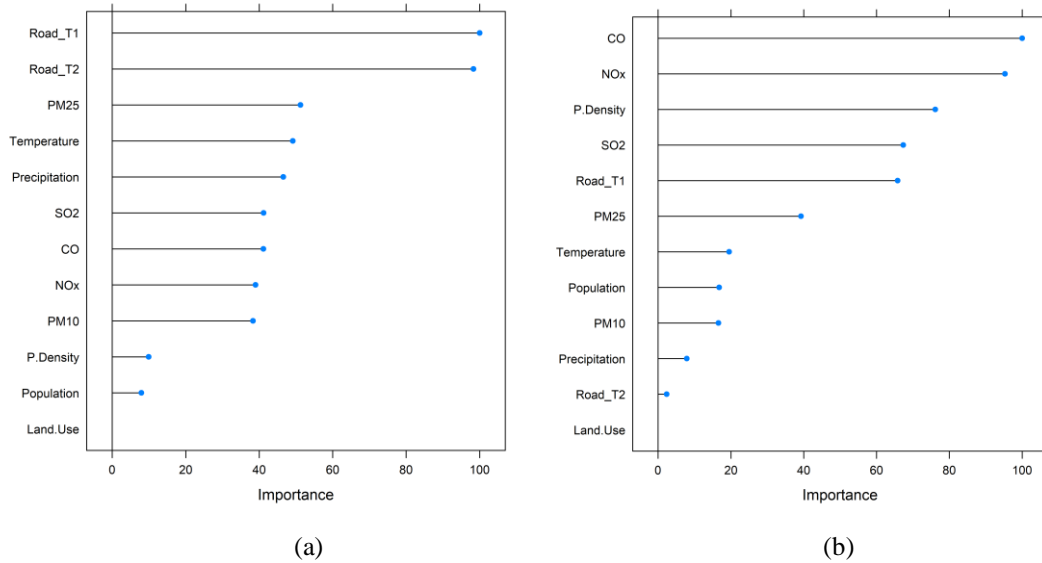 Road_T1
Road_T2
PM25
Temperature
Precipitation
SO2
CO
NOx
PM10
P.Density
Population
Land.Use
0 20 40 60 80 100
Importance
(a)
CO
NOx
P.Density
SO2
Road_T1
PM25
Temperature
Population
PM10
Precipitation
Road_T2
Land.Use
0 20 40 60 80 100
Importance
(b)